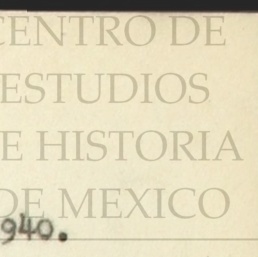 CENTRO DE
ESTUDIOS
E HISTORIA
DE MEXICO
940.